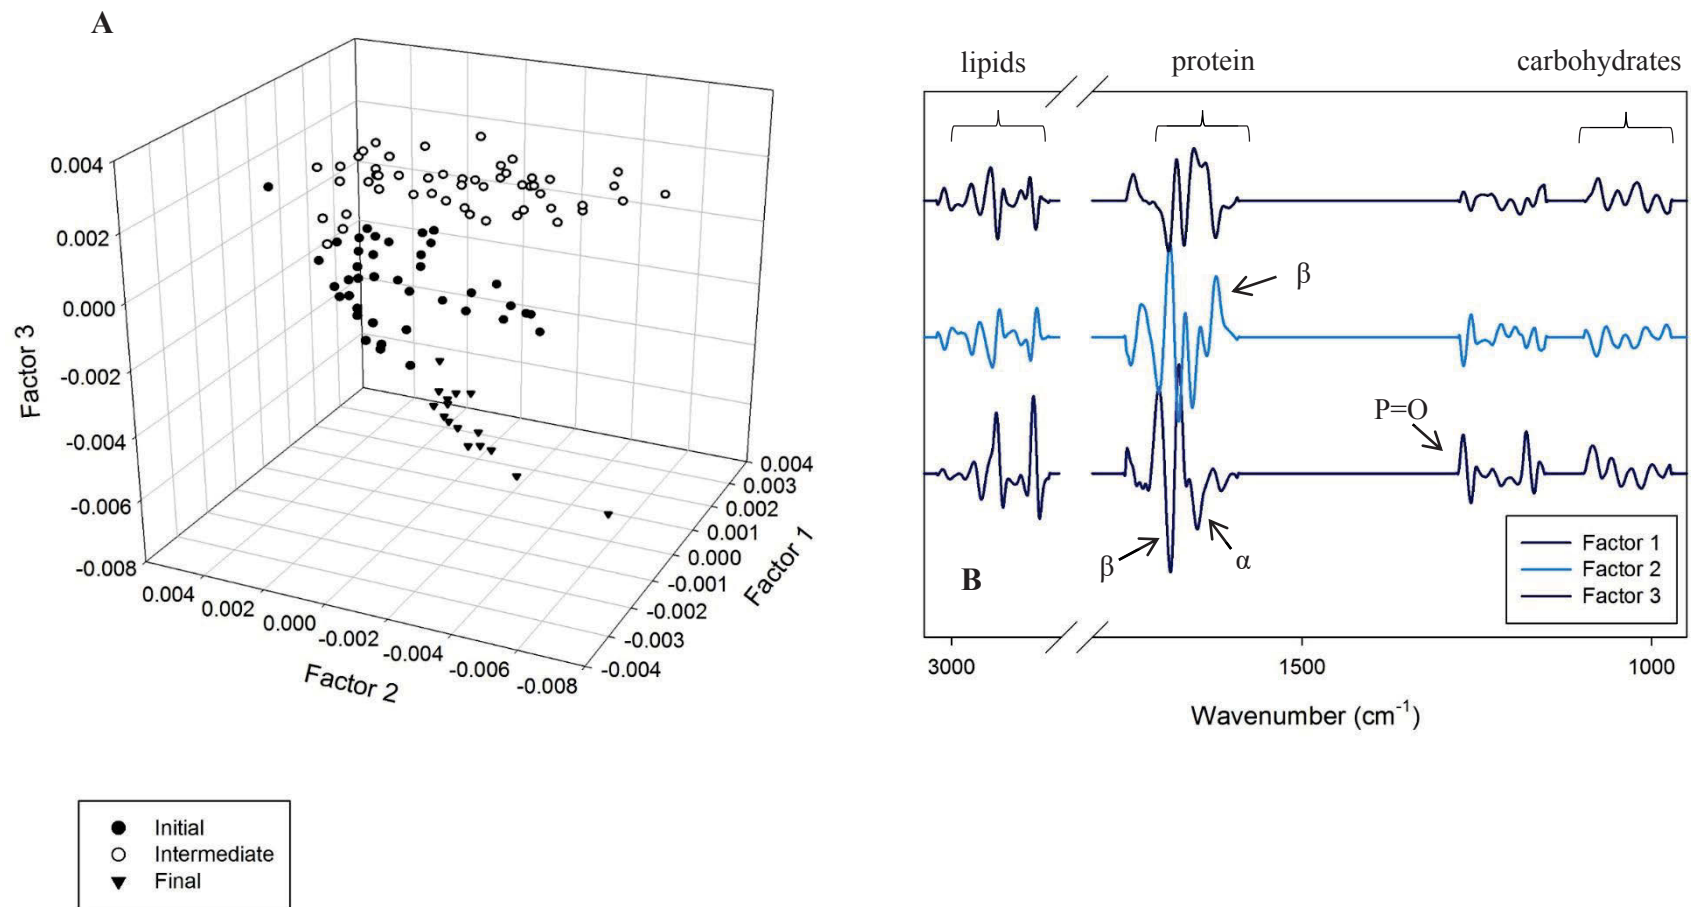 A
0.004
0.002
0.000
-0.002
-0.004
-0.006
-0.008
Factor 3
0.004
0.002
0.000
-0.002
-0.004
-0.006
-0.008
Factor 2
0.004
0.003
0.002
0.001
0.000
-0.001
-0.002
-0.003
-0.004
Factor 1
Initial
Intermediate
Final
lipids protein carbohydrates
β
P=O
β
α
B
Factor 1
Factor 2
Factor 3
3000 1500 1000
Wavenumber (cm⁻¹)